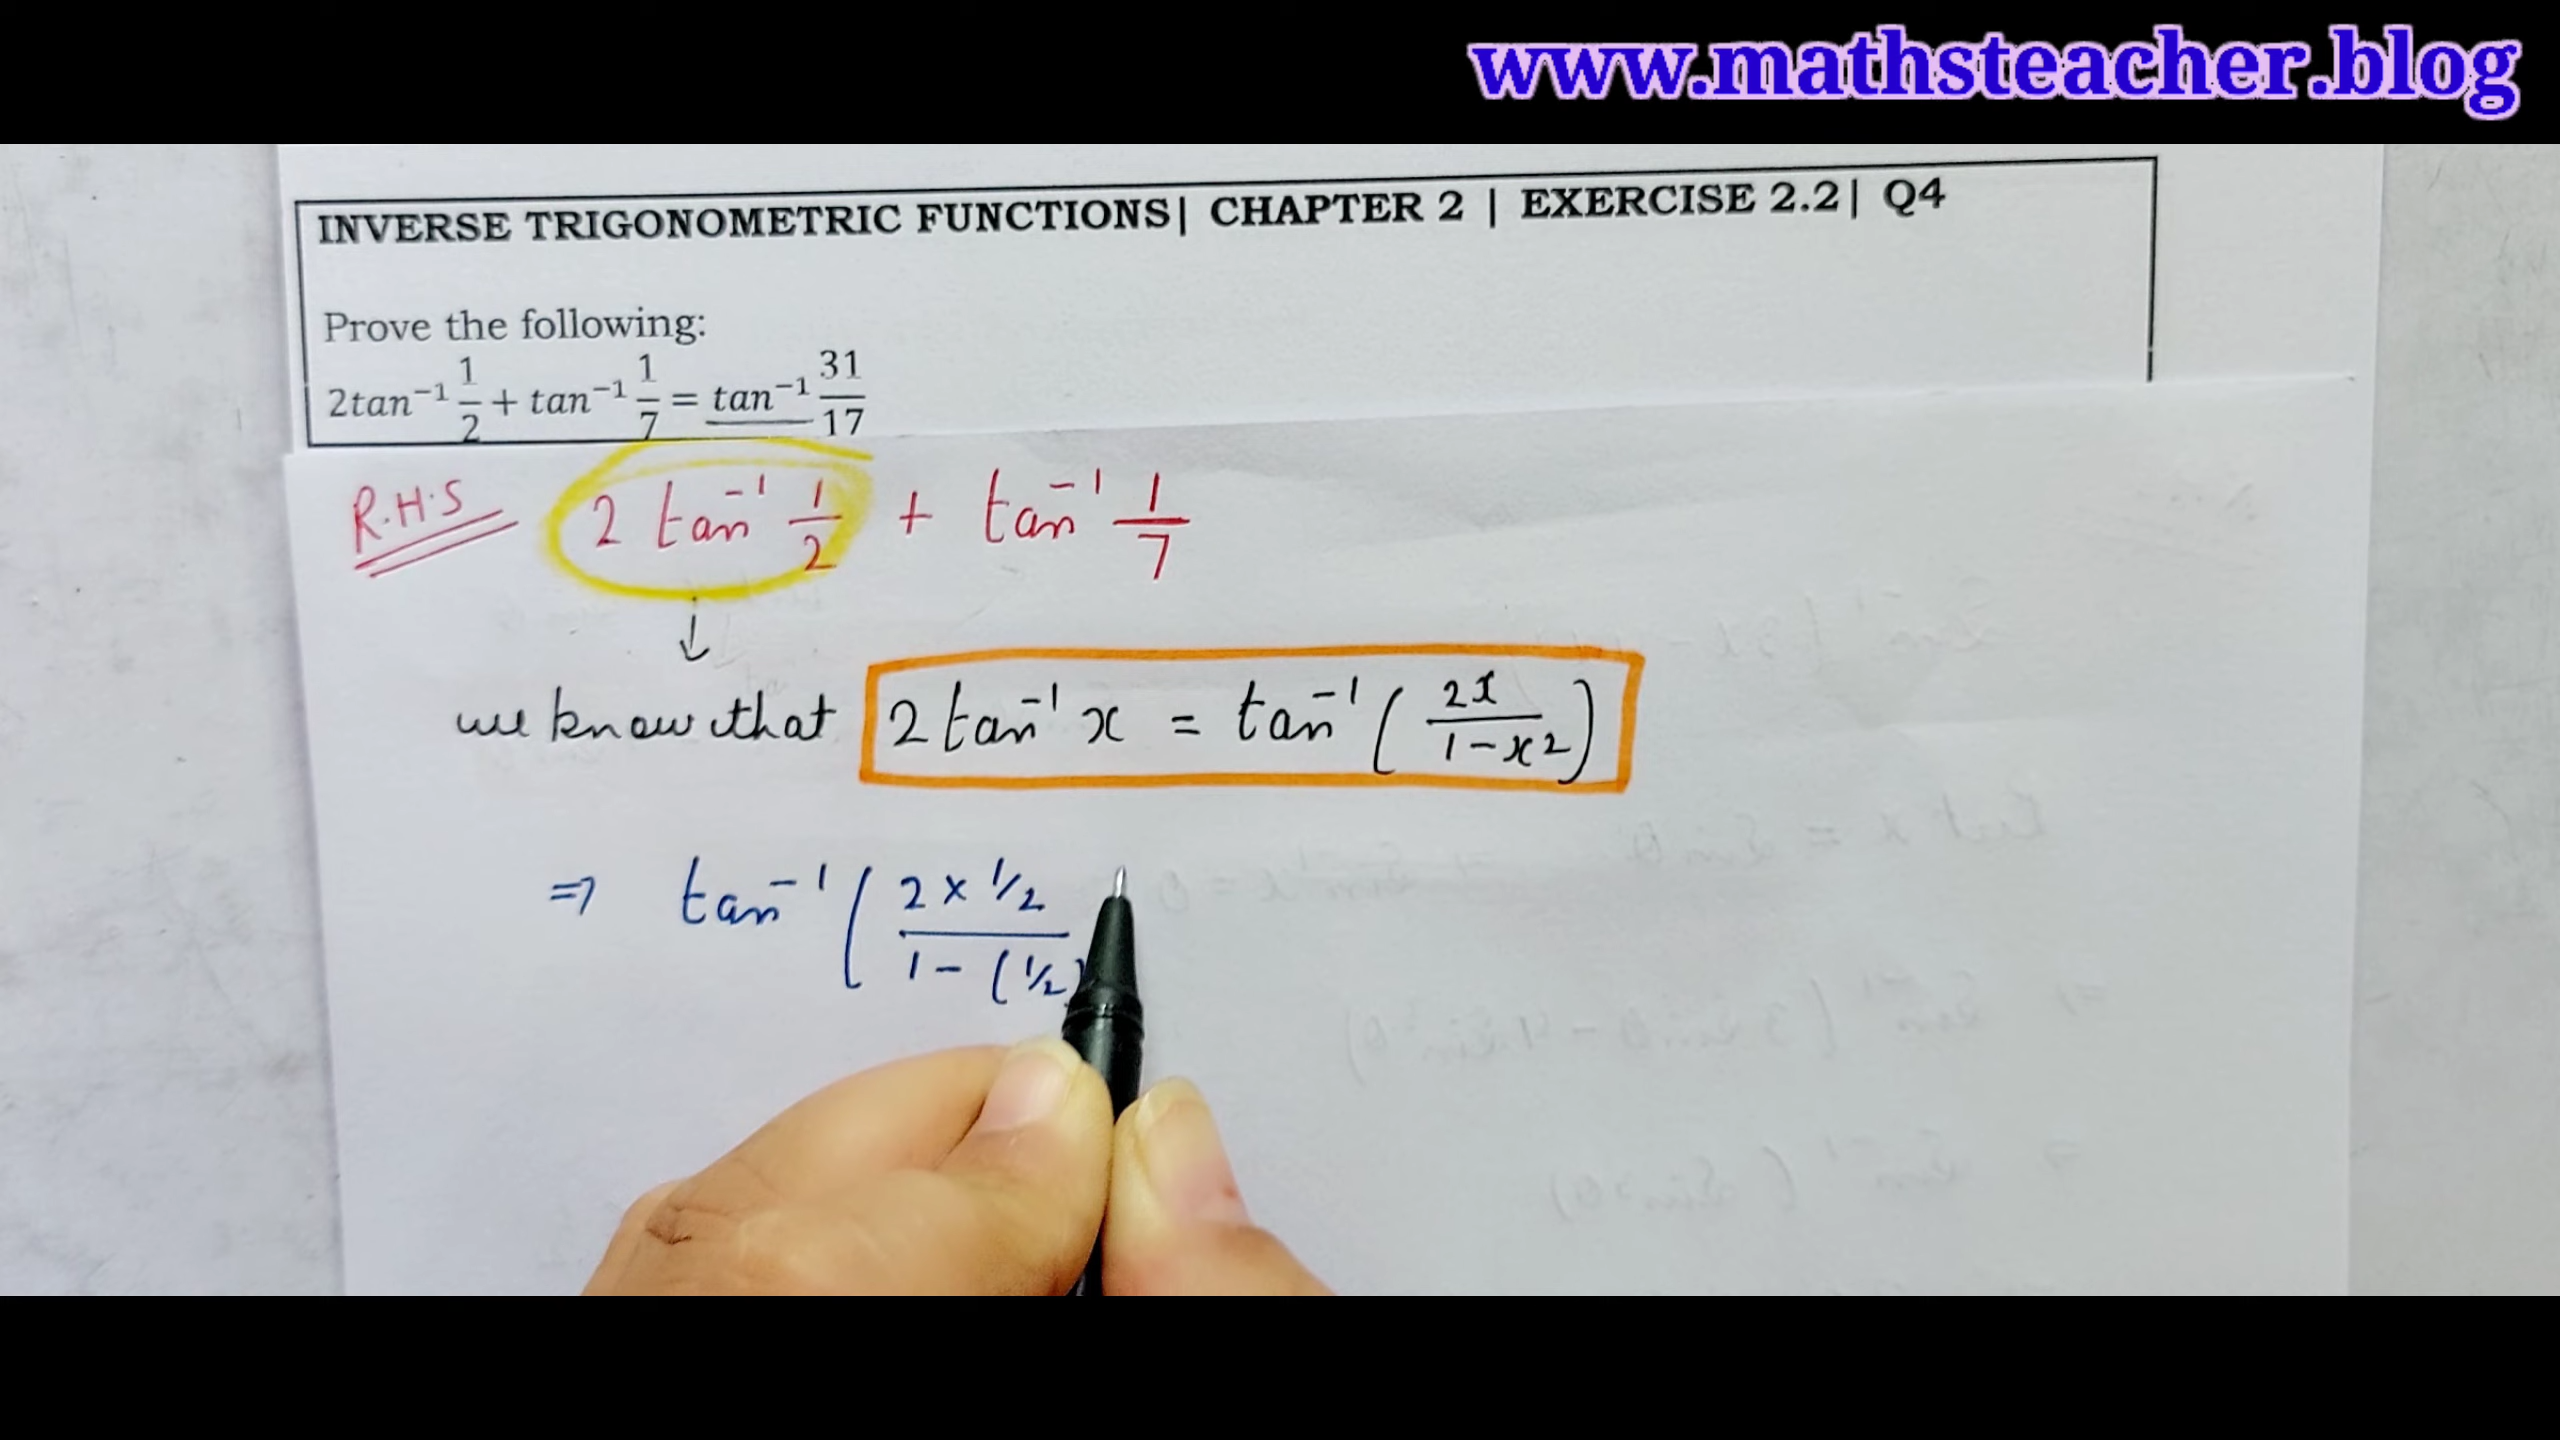 www.mathsteacher.blog
INVERSE TRIGONOMETRIC FUNCTIONS| CHAPTER 2 | EXERCISE 2.2| Q4
Prove the following:
2tan⁻¹ 1/2 + tan⁻¹ 1/7 = tan⁻¹ 31/17
R.H.S 2 tan⁻¹ 1/2 + tan⁻¹ 1/7
↓
we know that 2 tan⁻¹ x = tan⁻¹ (2x/(1-x²))
⇒ tan⁻¹ ( (2 × 1/2)/(1 - (1/2)